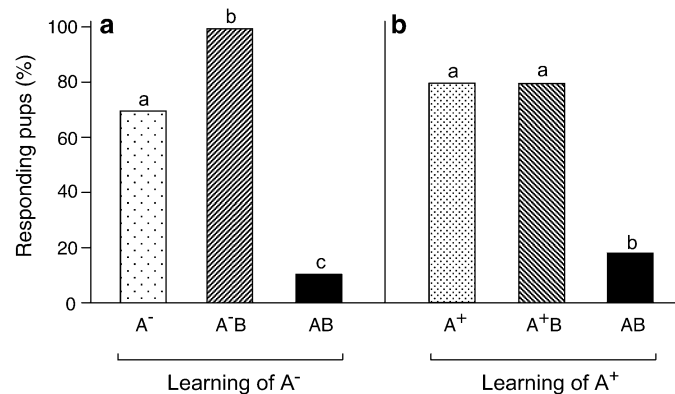 Responding pups (%)
100
80
60
40
20
0
a
a
b
c
A⁻
A⁻B
AB
Learning of A⁻
b
a
a
b
A⁺
A⁺B
AB
Learning of A⁺